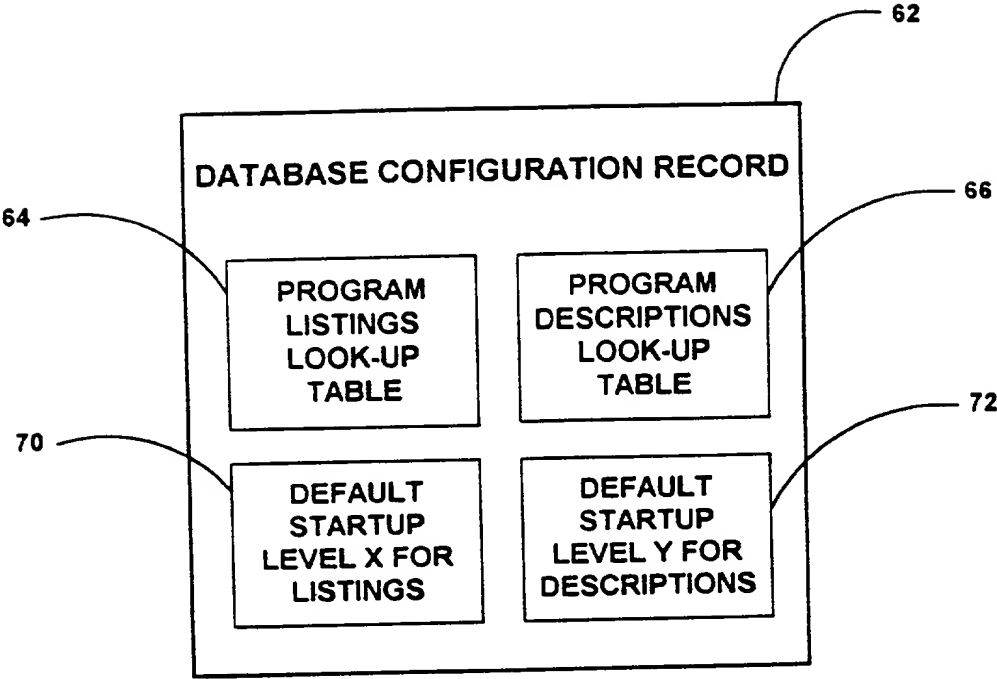 62
DATABASE CONFIGURATION RECORD
64
66
PROGRAM
LISTINGS
LOOK-UP
TABLE
PROGRAM
DESCRIPTIONS
LOOK-UP
TABLE
70
72
DEFAULT
STARTUP
LEVEL X FOR
LISTINGS
DEFAULT
STARTUP
LEVEL Y FOR
DESCRIPTIONS